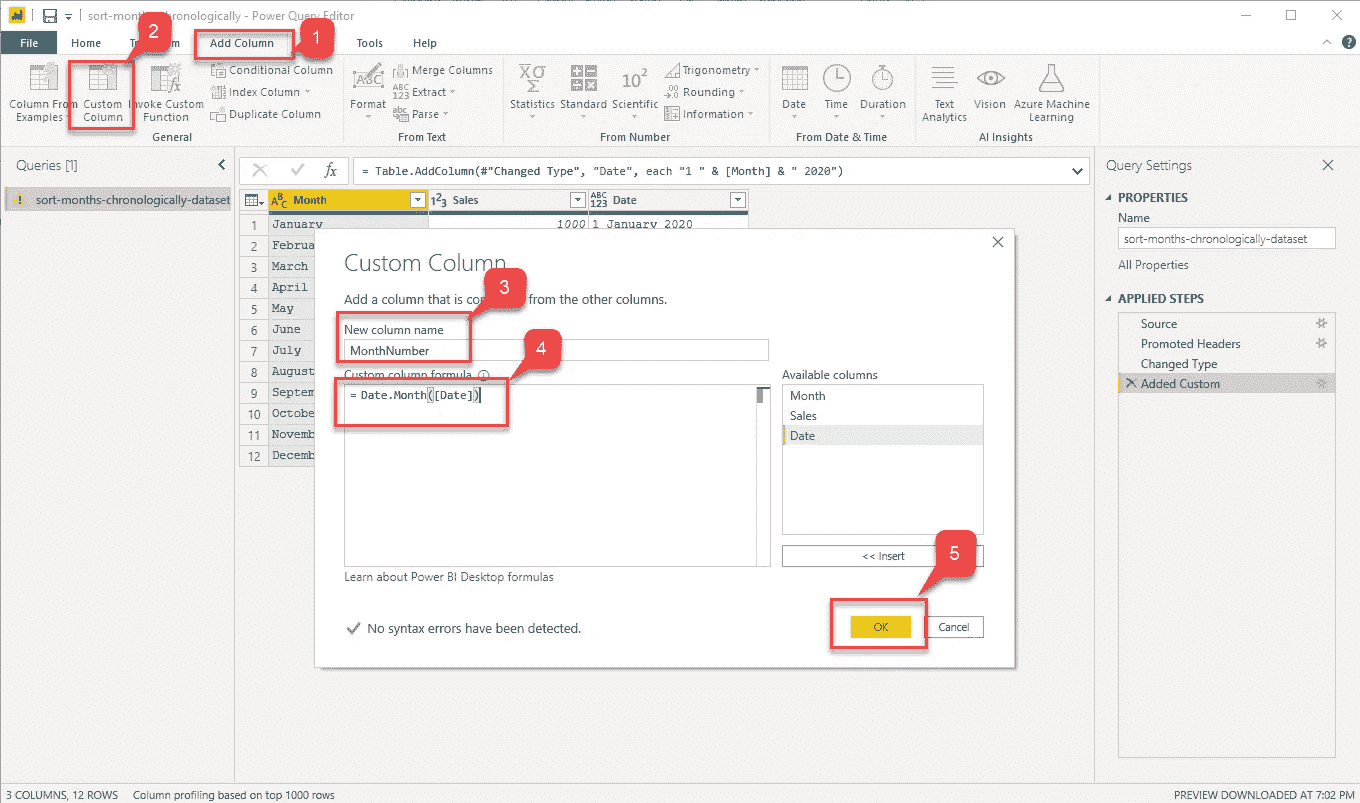 sort-mon chronologically - Power Query Editor
File Home Add Column Tools Help
1
2
Column From Examples
Custom Column
Invoke Custom Function
Conditional Column
Index Column
Duplicate Column
General
Format
Merge Columns
Extract
Parse
From Text
Statistics
Standard
Scientific
Trigonometry
Rounding
Information
From Number
Date
Time
Duration
From Date & Time
Text Analytics
Vision
Azure Machine Learning
AI Insights
Queries [1]
sort-months-chronologically-dataset
= Table.AddColumn(#"Changed Type", "Date", each "1 " & [Month] & " 2020")
Month Sales Date
1 January 1000 1 January 2020
2 Februa
3 March
4 April
5 May
6 June
7 July
8 August
9 Septem
10 Octobe
11 Novemb
12 Decemb
Custom Column
Add a column that is co from the other columns.
3
New column name
MonthNumber
4
Custom column formula
= Date.Month([Date])
Available columns
Month
Sales
Date
<< Insert
Learn about Power BI Desktop formulas
5
No syntax errors have been detected.
OK Cancel
Query Settings
PROPERTIES
Name
sort-months-chronologically-dataset
All Properties
APPLIED STEPS
Source
Promoted Headers
Changed Type
Added Custom
3 COLUMNS, 12 ROWS Column profiling based on top 1000 rows
PREVIEW DOWNLOADED AT 7:02 PM